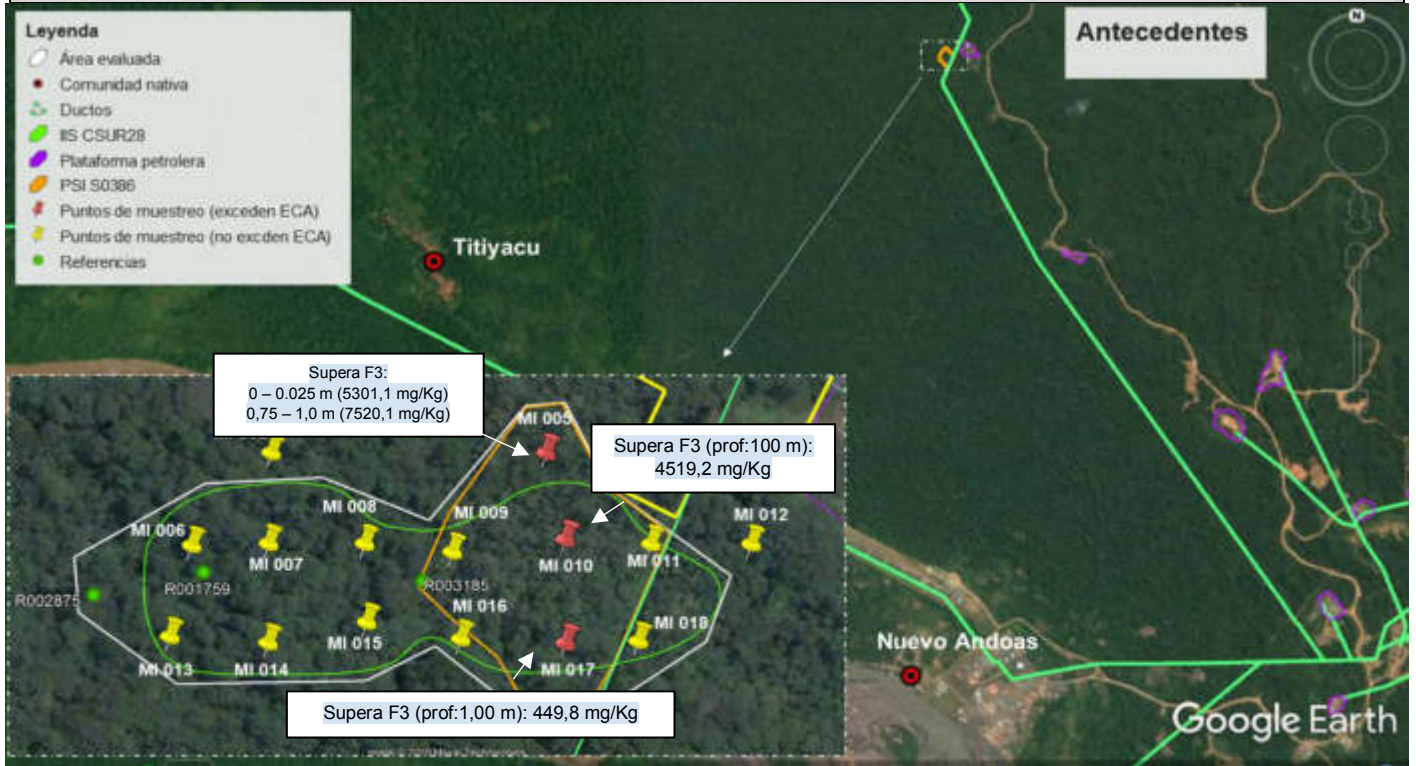 Leyenda
Área evaluada
Comunidad nativa
Ductos
IIS CSUR28
Plataforma petrolera
PSI S0386
Puntos de muestreo (exceden ECA)
Puntos de muestreo (no excden ECA)
Referencias
Antecedentes
N
Titiyacu
Supera F3:
0 – 0.025 m (5301,1 mg/Kg)
0,75 – 1,0 m (7520,1 mg/Kg)
MI 005
Supera F3 (prof:100 m):
4519,2 mg/Kg
MI 006
MI 007
MI 008
MI 009
MI 010
MI 011
MI 012
R002875
R001759
R003185
MI 013
MI 014
MI 015
MI 016
MI 017
MI 018
Supera F3 (prof:1,00 m): 449,8 mg/Kg
Nuevo Andoas
Google Earth